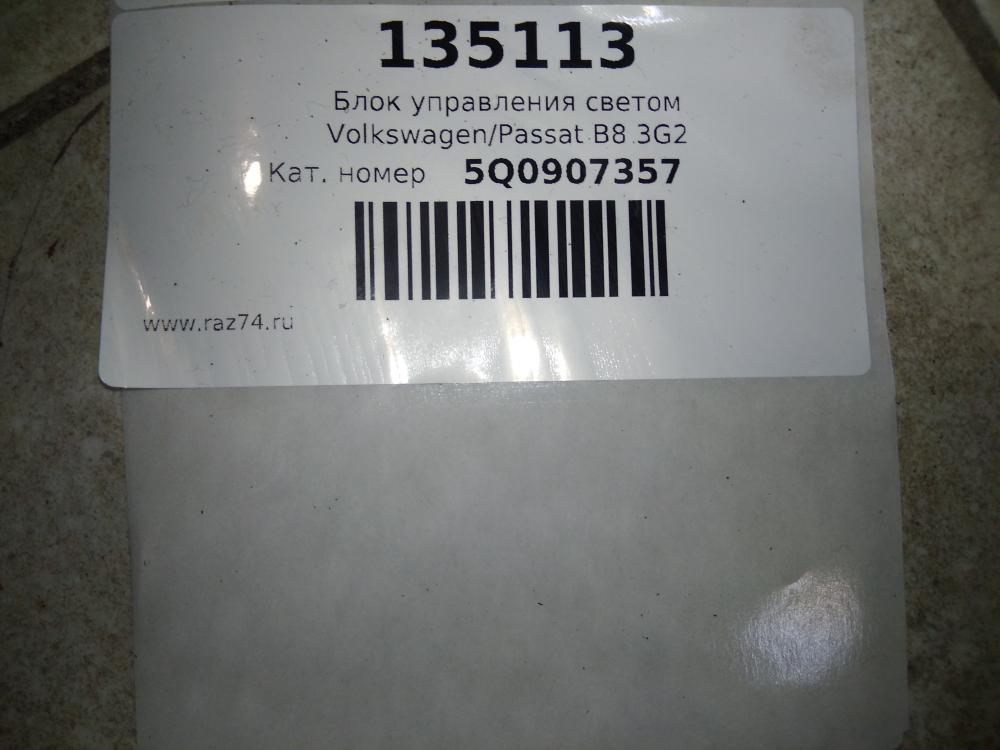 135113
Блок управления светом
Volkswagen/Passat B8 3G2
Кат. номер 5Q0907357
www.raz74.ru